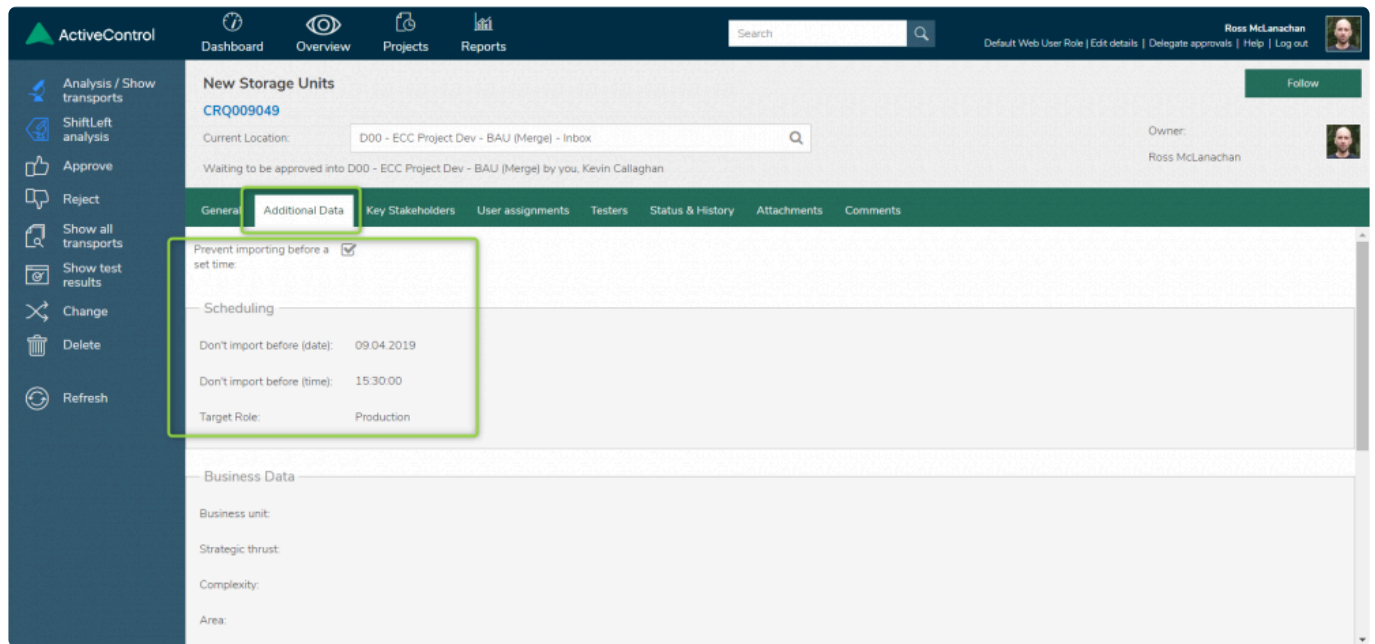 ActiveControl
Dashboard
Overview
Projects
Reports
Search
Ross McLanachan
Default Web User Role | Edit details | Delegate approvals | Help | Log out
Analysis / Show
transports
ShiftLeft
analysis
Approve
Reject
Show all
transports
Show test
results
Change
Delete
Refresh
New Storage Units
Follow
CRQ009049
Current Location:
D00 - ECC Project Dev - BAU (Merge) - Inbox
Owner:
Ross McLanachan
Waiting to be approved into D00 - ECC Project Dev - BAU (Merge) by you, Kevin Callaghan
General
Additional Data
Key Stakeholders
User assignments
Testers
Status & History
Attachments
Comments
Prevent importing before a
set time:
Scheduling
Don't import before (date): 09.04.2019
Don't import before (time): 15:30:00
Target Role: Production
Business Data
Business unit:
Strategic thrust:
Complexity:
Area: